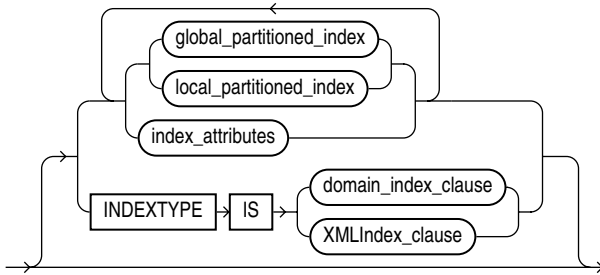 global_partitioned_index
local_partitioned_index
index_attributes
INDEXTYPE IS domain_index_clause
XMLIndex_clause